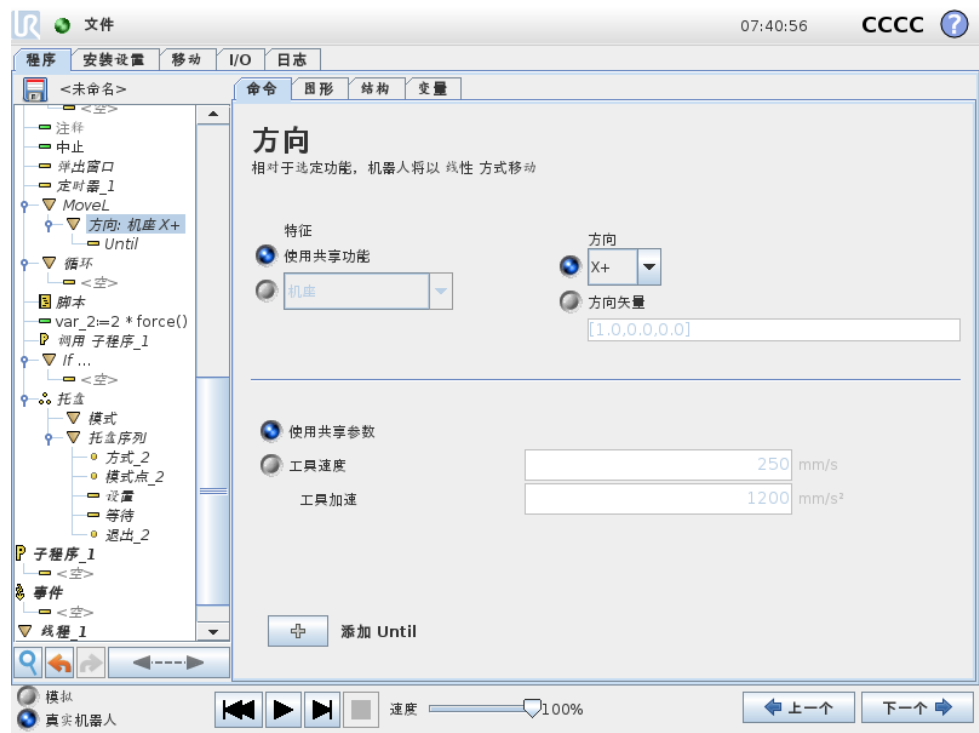 UR 文件 07:40:56 CCCC ?
程序 安装设置 移动 I/O 日志
<未命名>
命令 图形 结构 变量
<空>
注释
中止
弹出窗口
定时器_1
MoveL
方向: 机座 X+
Until
循环
<空>
脚本
var_2:=2 * force()
调用 子程序_1
If ...
<空>
托盘
模式
托盘序列
方式_2
模式点_2
设置
等待
退出_2
子程序_1
<空>
事件
<空>
线程_1
方向
相对于选定功能，机器人将以 线性 方式移动
特征
使用共享功能
机座
方向
X+
方向矢量
[1.0,0.0,0.0]
使用共享参数
工具速度 250 mm/s
工具加速 1200 mm/s²
添加 Until
模拟
真实机器人
速度 100%
上一个 下一个